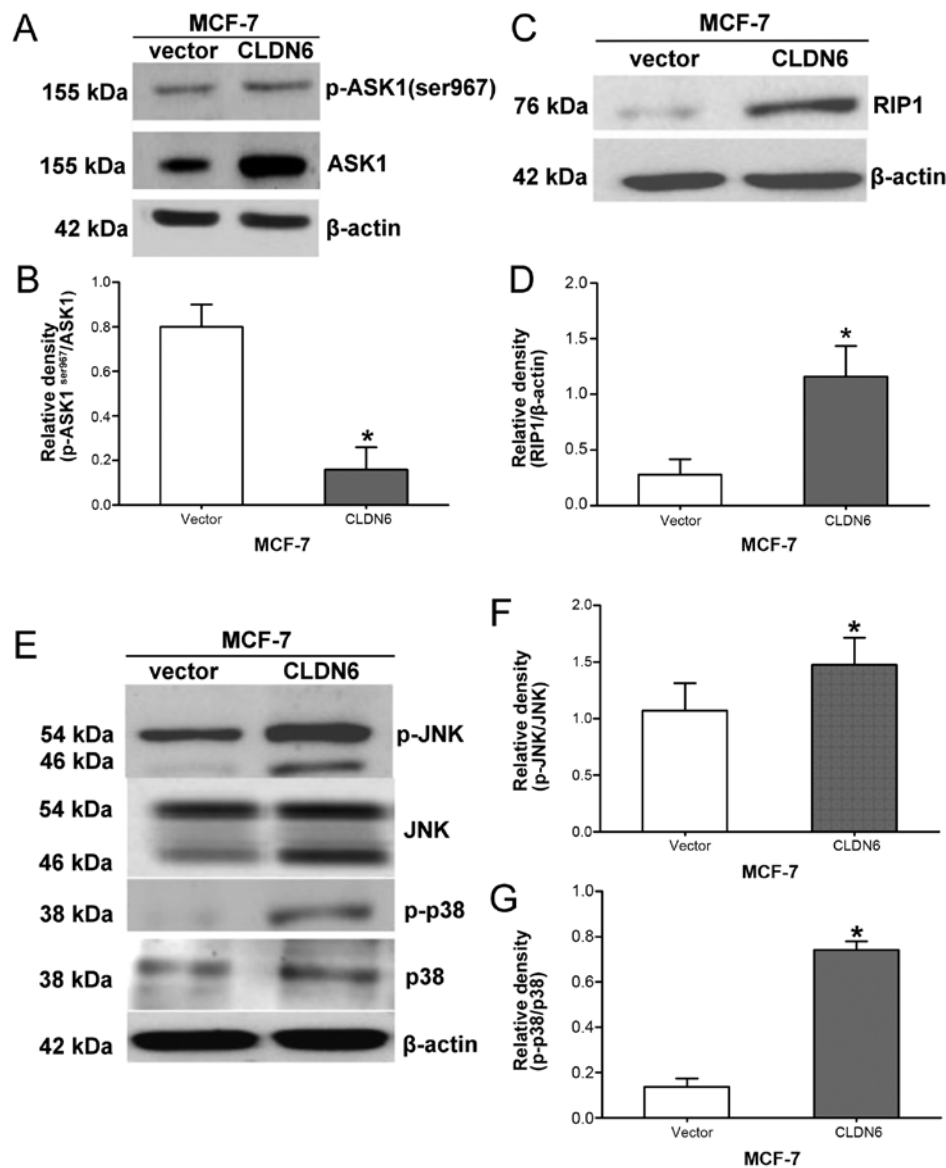 A
MCF-7
vector CLDN6
155 kDa p-ASK1(ser967)
155 kDa ASK1
42 kDa β-actin
B
Relative density
(p-ASK1 ser967/ASK1)
1.0
0.8
0.6
0.4
0.2
0.0
*
Vector CLDN6
MCF-7
C
MCF-7
vector CLDN6
76 kDa RIP1
42 kDa β-actin
D
Relative density
(RIP1/β-actin)
2.0
1.5
1.0
0.5
0.0
*
Vector CLDN6
MCF-7
E
MCF-7
vector CLDN6
54 kDa p-JNK
46 kDa
54 kDa
JNK
46 kDa
38 kDa p-p38
38 kDa p38
42 kDa β-actin
F
Relative density
(p-JNK/JNK)
2.0
1.5
1.0
0.5
0.0
*
Vector CLDN6
MCF-7
G
Relative density
(p-p38/p38)
1.0
0.8
0.6
0.4
0.2
0.0
*
Vector CLDN6
MCF-7